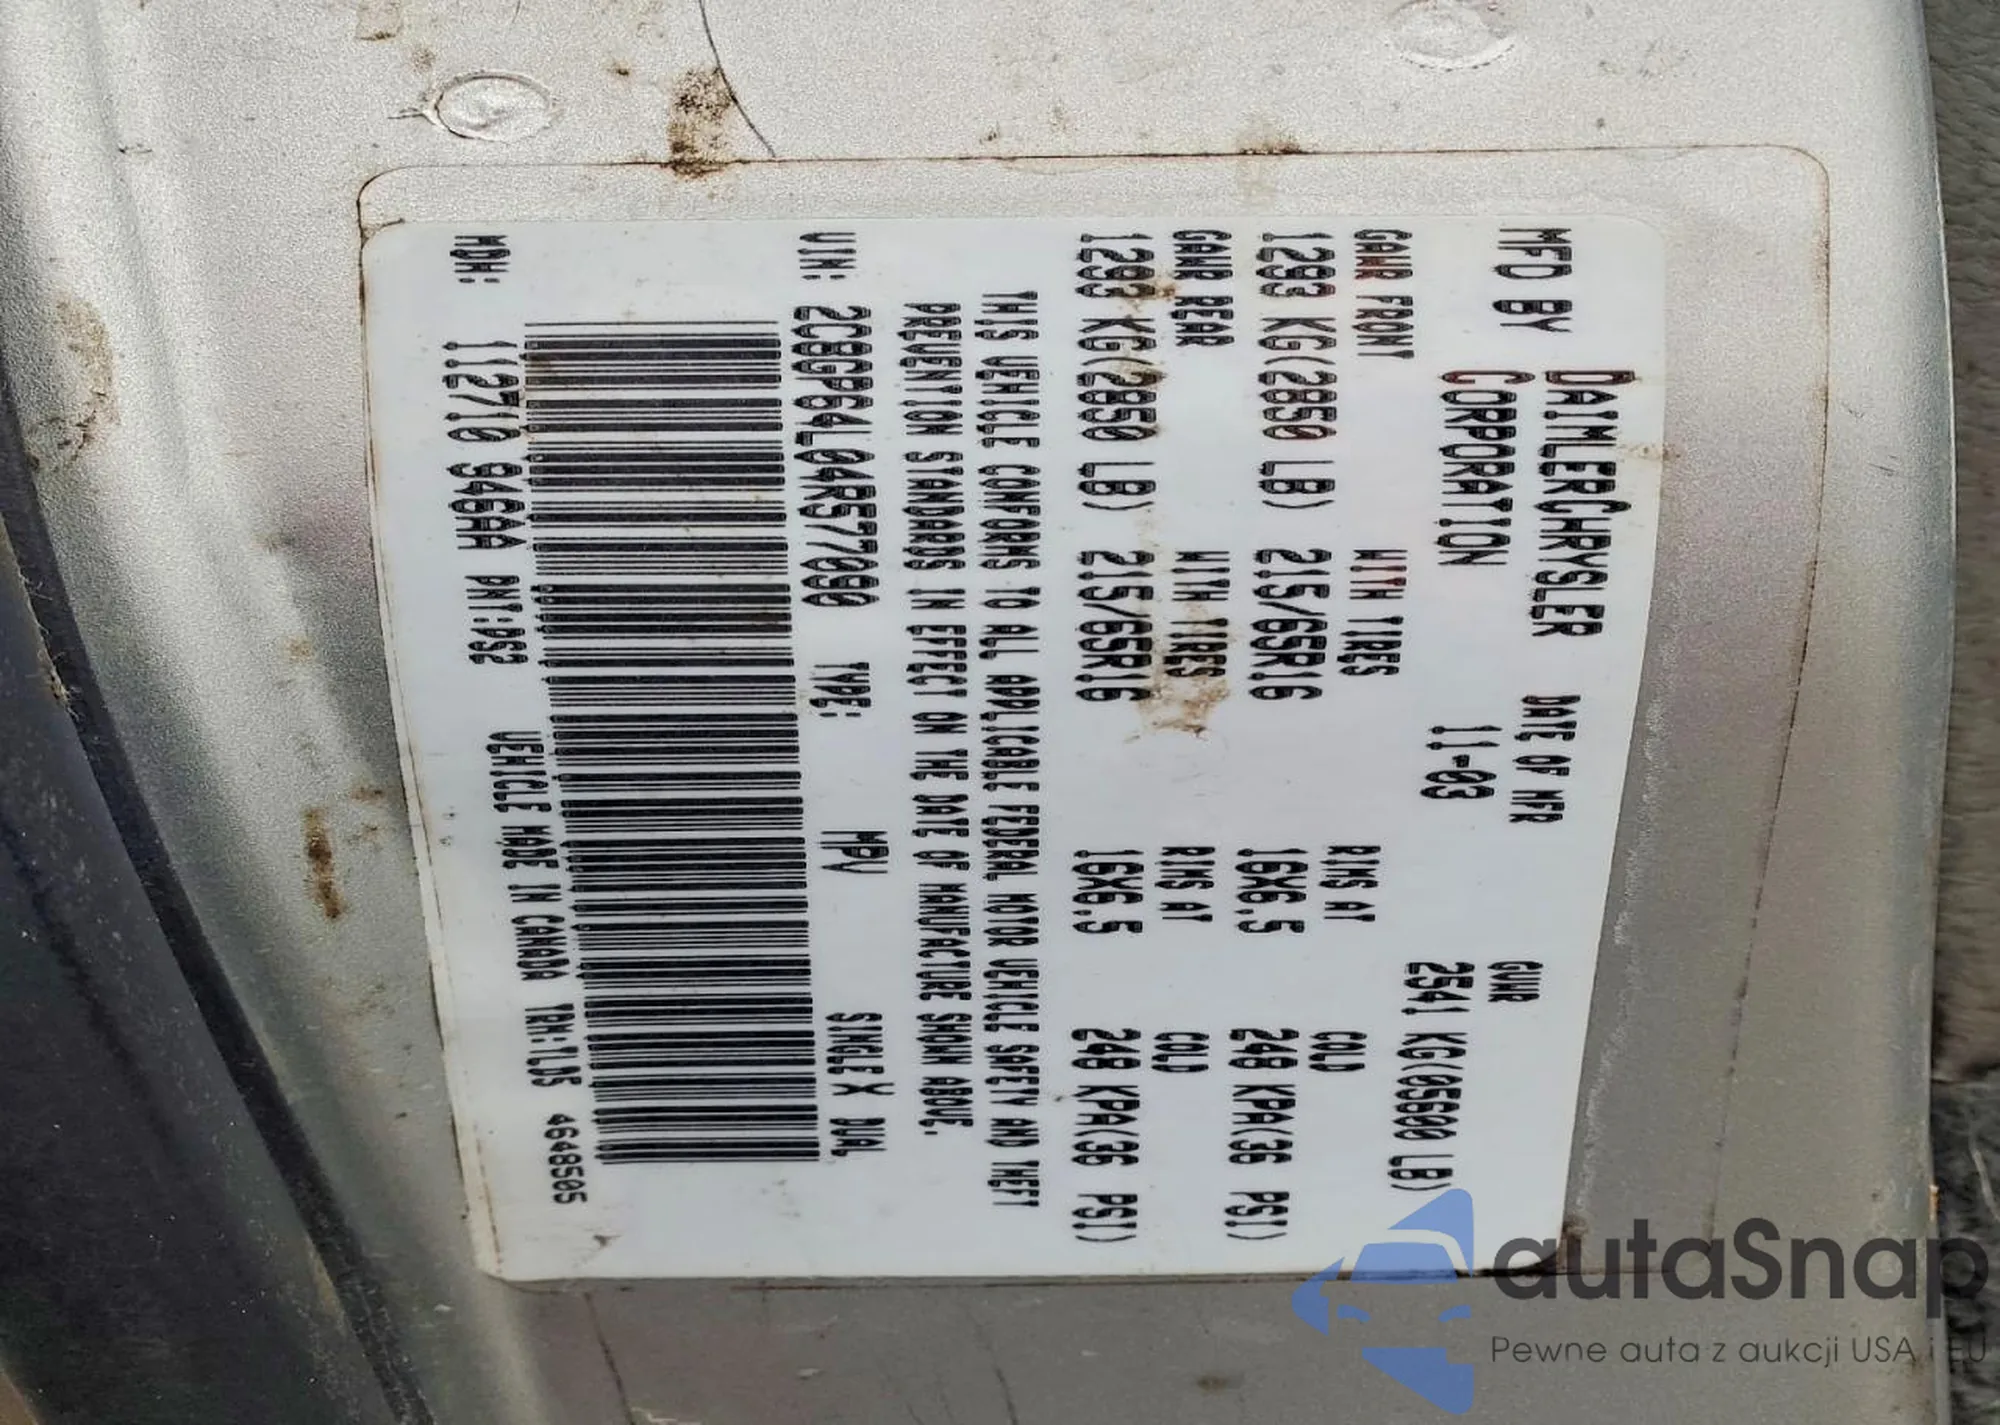 MFD BY DAIMLERCHRYSLER CORPORATION DATE OF MFR 11-03 GVWR 2541 KG(05600 LB)
GAWR FRONT WITH TIRES RIMS AT COLD
1293 KG(2850 LB) 215/65R16 16X6.5 248 KPA(36 PSI)
GAWR REAR WITH TIRES RIMS AT COLD
1293 KG(2850 LB) 215/65R16 16X6.5 248 KPA(36 PSI)
THIS VEHICLE CONFORMS TO ALL APPLICABLE FEDERAL MOTOR VEHICLE SAFETY AND THEFT
PREVENTION STANDARDS IN EFFECT ON THE DATE OF MANUFACTURE SHOWN ABOVE.
VIN: 2C8GP64L04R577090 TYPE: MPV SINGLE X DUAL
MDH: 112710 946AA PNT:PS2 VEHICLE MADE IN CANADA TRM:TLD5 4648505
autaSnap
Pewne auta z aukcji USA i EU